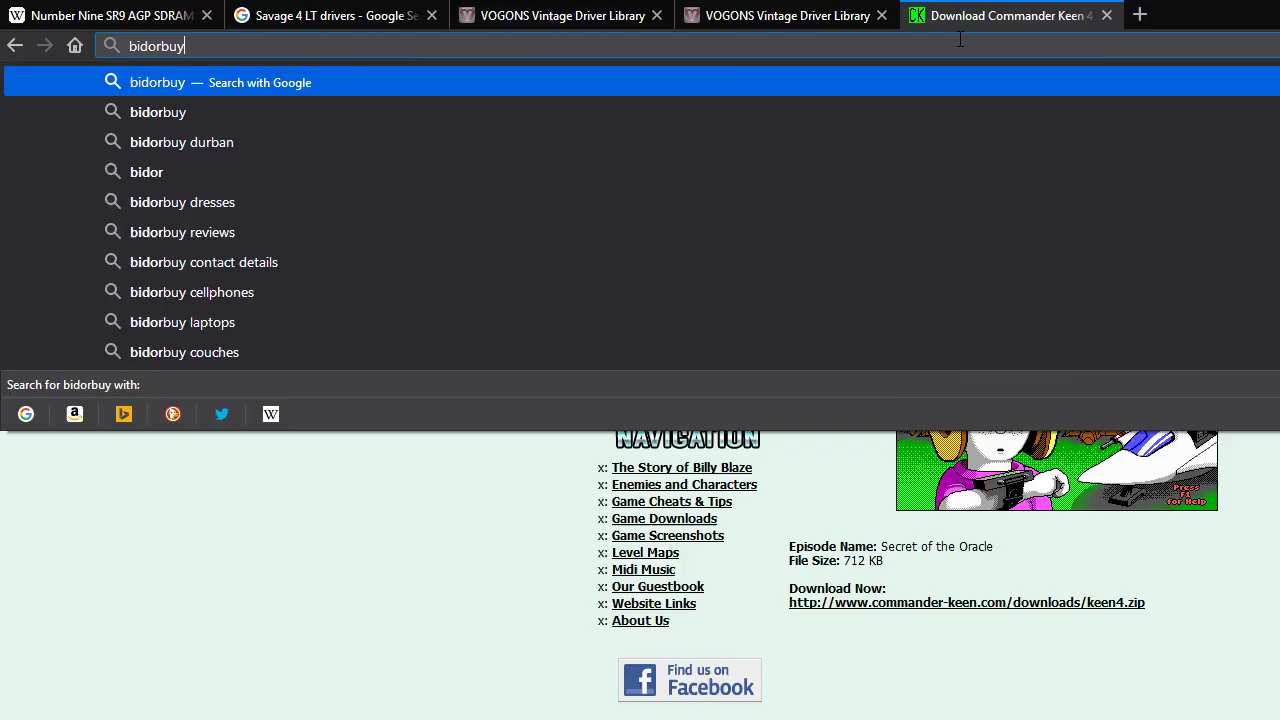 Number Nine SR9 AGP SDRAM
Savage 4 LT drivers - Google Se
VOGONS Vintage Driver Library
VOGONS Vintage Driver Library
Download Commander Keen 4
bidorbuy
bidorbuy — Search with Google
bidorbuy
bidorbuy durban
bidor
bidorbuy dresses
bidorbuy reviews
bidorbuy contact details
bidorbuy cellphones
bidorbuy laptops
bidorbuy couches
Search for bidorbuy with:
NAVIGATION
x: The Story of Billy Blaze
x: Enemies and Characters
x: Game Cheats & Tips
x: Game Downloads
x: Game Screenshots
x: Level Maps
x: Midi Music
x: Our Guestbook
x: Website Links
x: About Us
Find us on
Facebook
Press
F1
for Help
Episode Name: Secret of the Oracle
File Size: 712 KB
Download Now:
http://www.commander-keen.com/downloads/keen4.zip